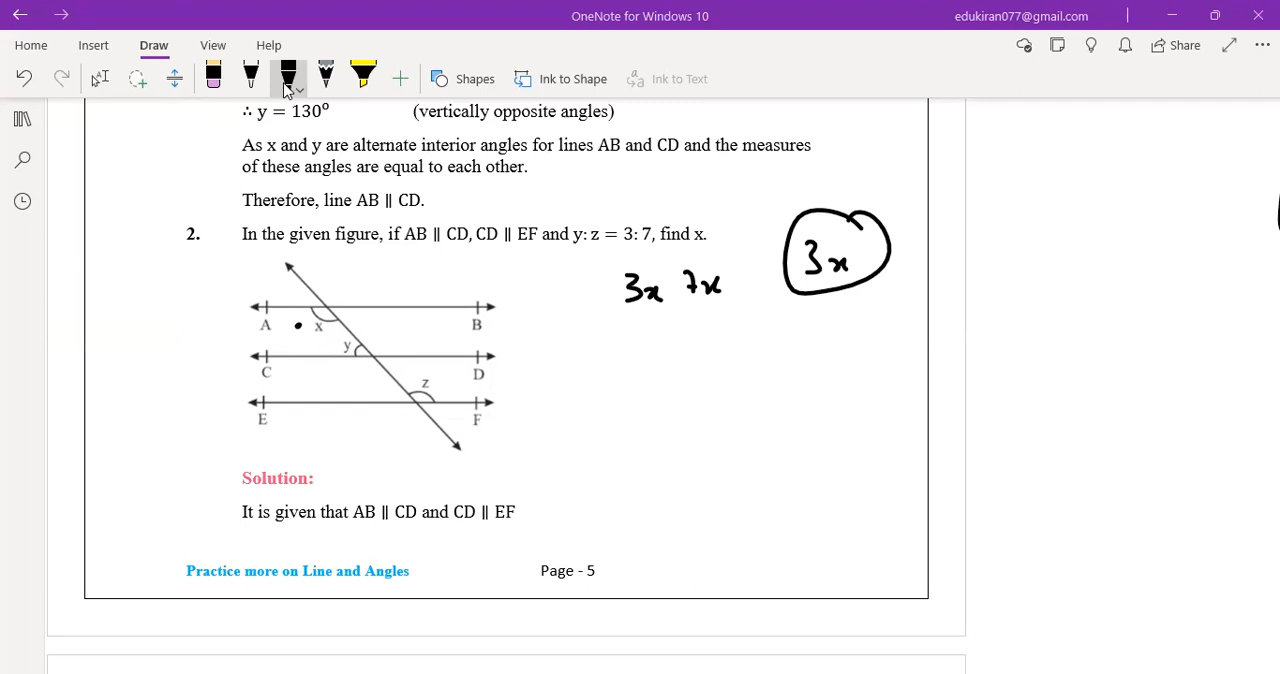 OneNote for Windows 10
edukiran077@gmail.com
Home Insert Draw View Help
Share
Shapes Ink to Shape Ink to Text
∴ y = 130° (vertically opposite angles)
As x and y are alternate interior angles for lines AB and CD and the measures
of these angles are equal to each other.
Therefore, line AB ∥ CD.
2. In the given figure, if AB ∥ CD, CD ∥ EF and y: z = 3: 7, find x.
3x 7x
3x
A x B
y
C D
z
E F
Solution:
It is given that AB ∥ CD and CD ∥ EF
Practice more on Line and Angles Page - 5